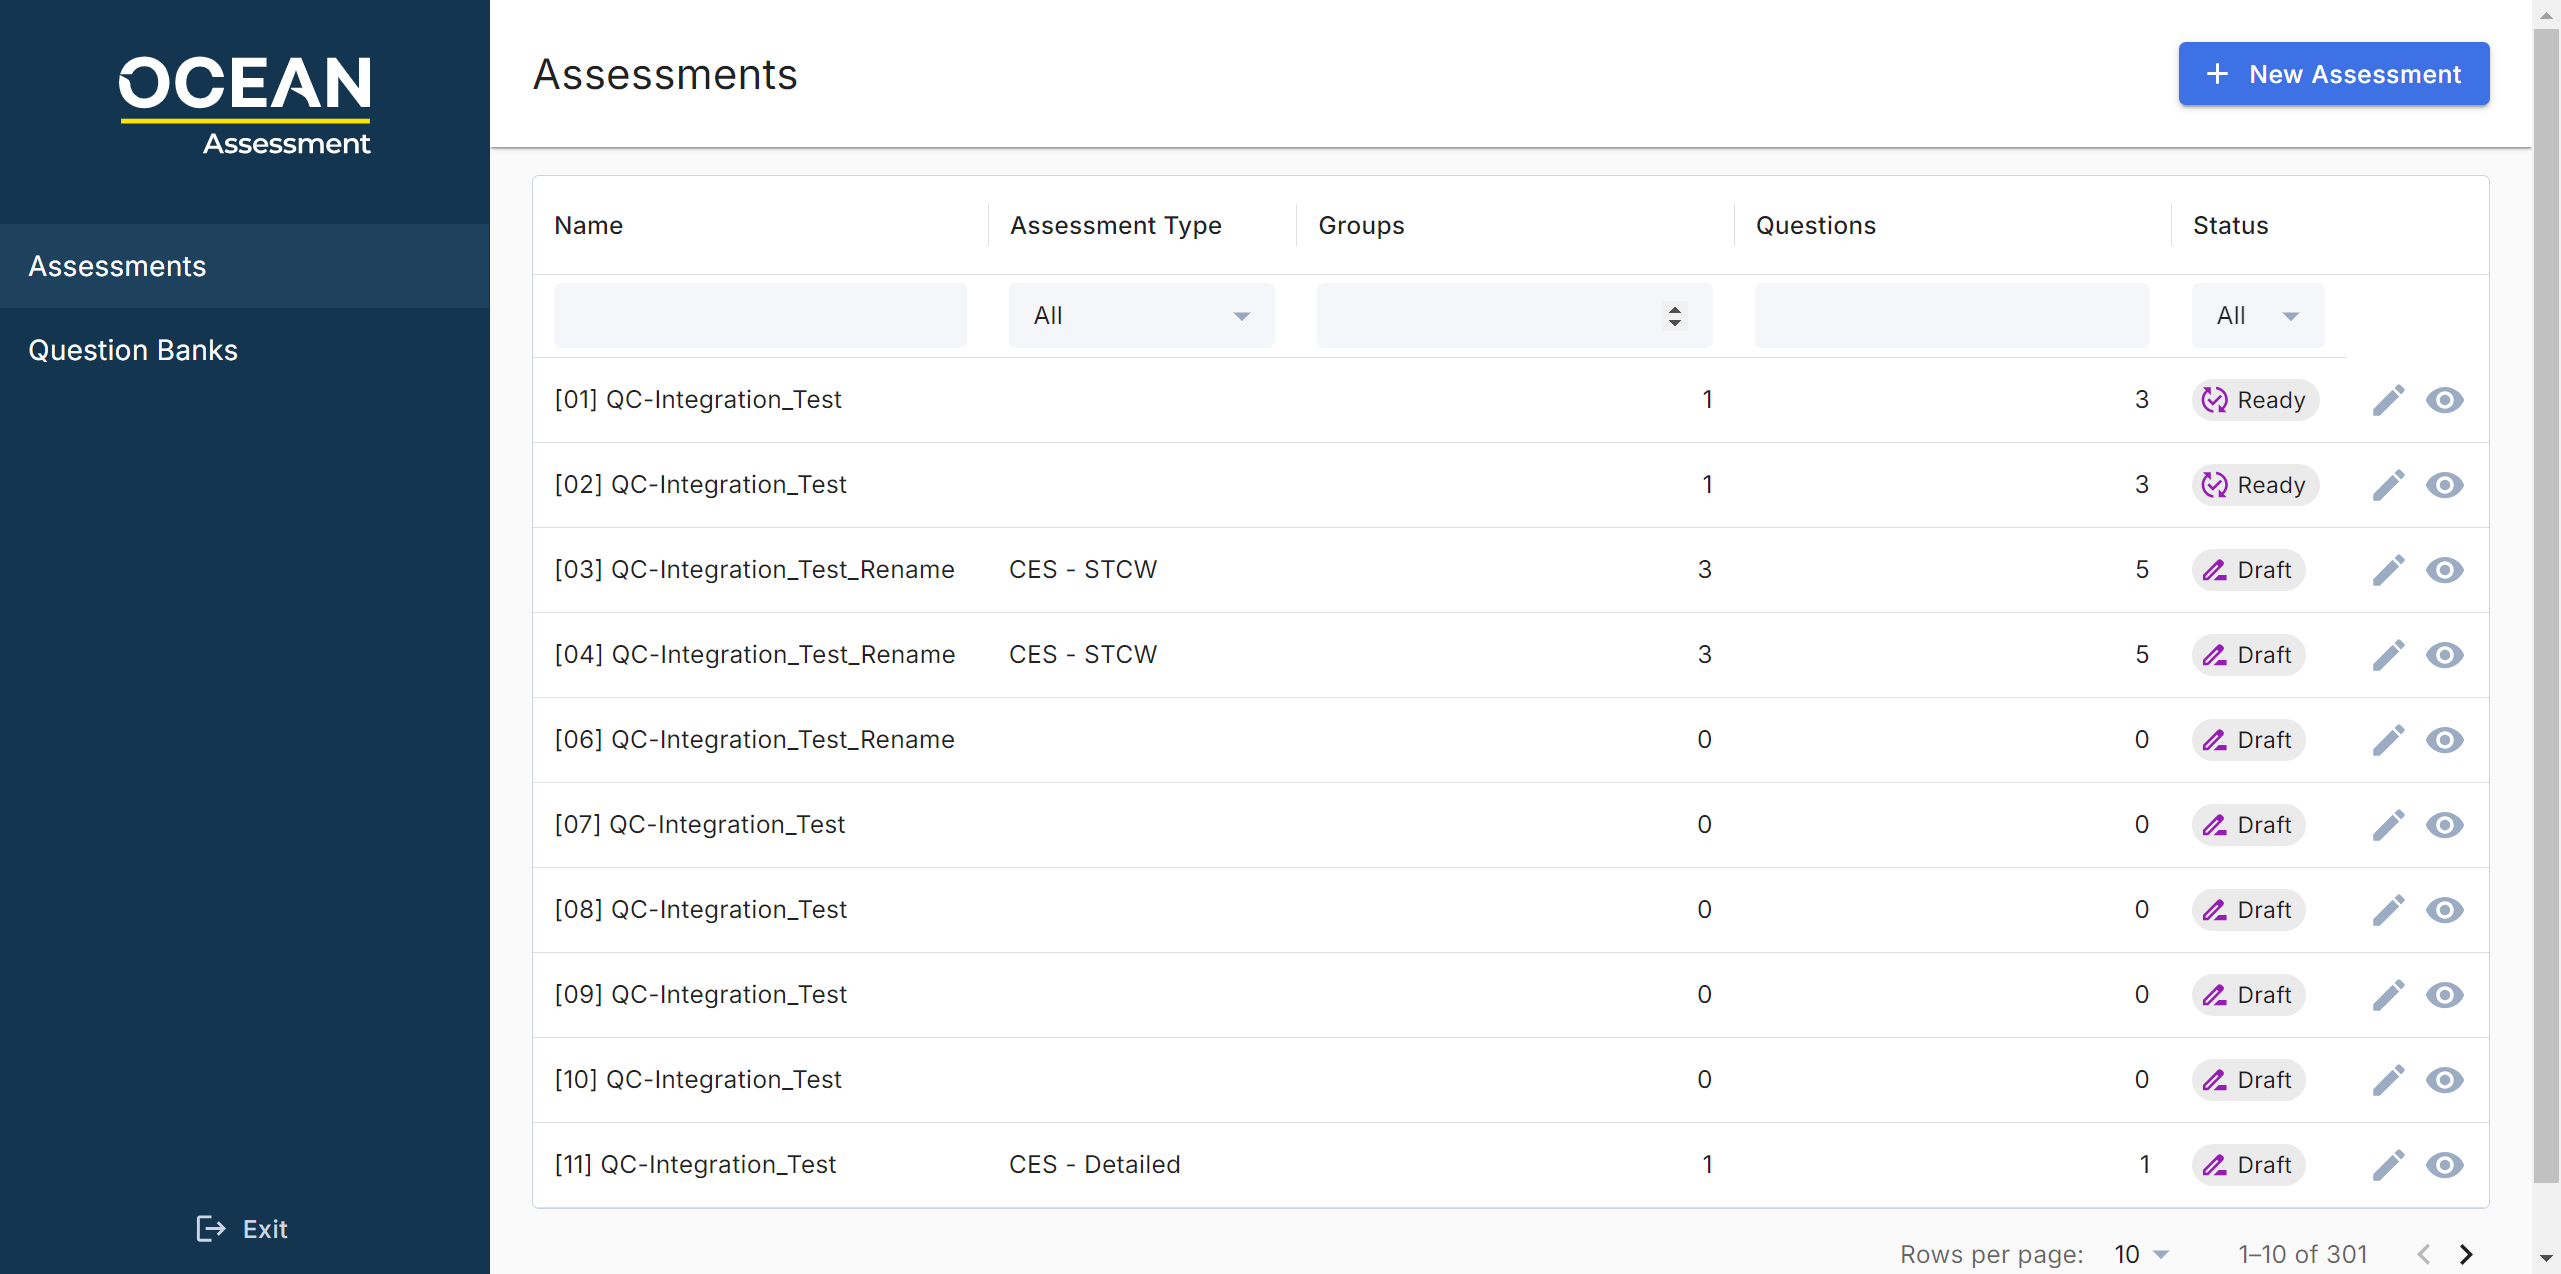 OCEAN
Assessment
Assessments
Question Banks
Exit
Assessments
+ New Assessment
Name Assessment Type Groups Questions Status
All All
[01] QC-Integration_Test 1 3 Ready
[02] QC-Integration_Test 1 3 Ready
[03] QC-Integration_Test_Rename CES - STCW 3 5 Draft
[04] QC-Integration_Test_Rename CES - STCW 3 5 Draft
[06] QC-Integration_Test_Rename 0 0 Draft
[07] QC-Integration_Test 0 0 Draft
[08] QC-Integration_Test 0 0 Draft
[09] QC-Integration_Test 0 0 Draft
[10] QC-Integration_Test 0 0 Draft
[11] QC-Integration_Test CES - Detailed 1 1 Draft
Rows per page: 10 1–10 of 301